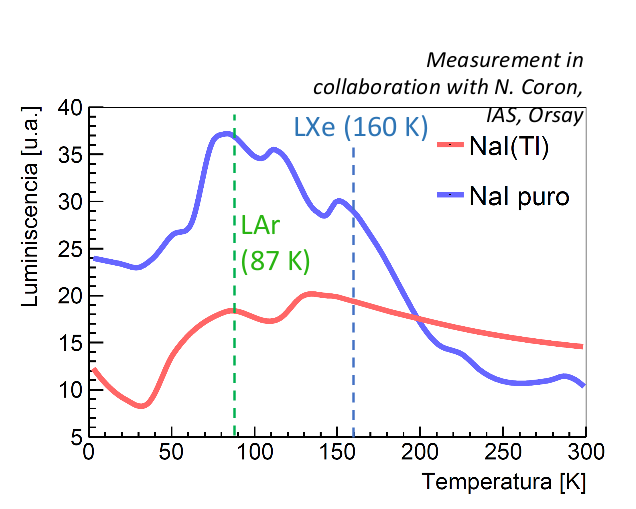 Measurement in
collaboration with N. Coron,
IAS, Orsay
Luminiscencia [u.a.]
40
35
30
25
20
15
10
5
LXe (160 K)
NaI(Tl)
NaI puro
LAr
(87 K)
0 50 100 150 200 250 300
Temperatura [K]